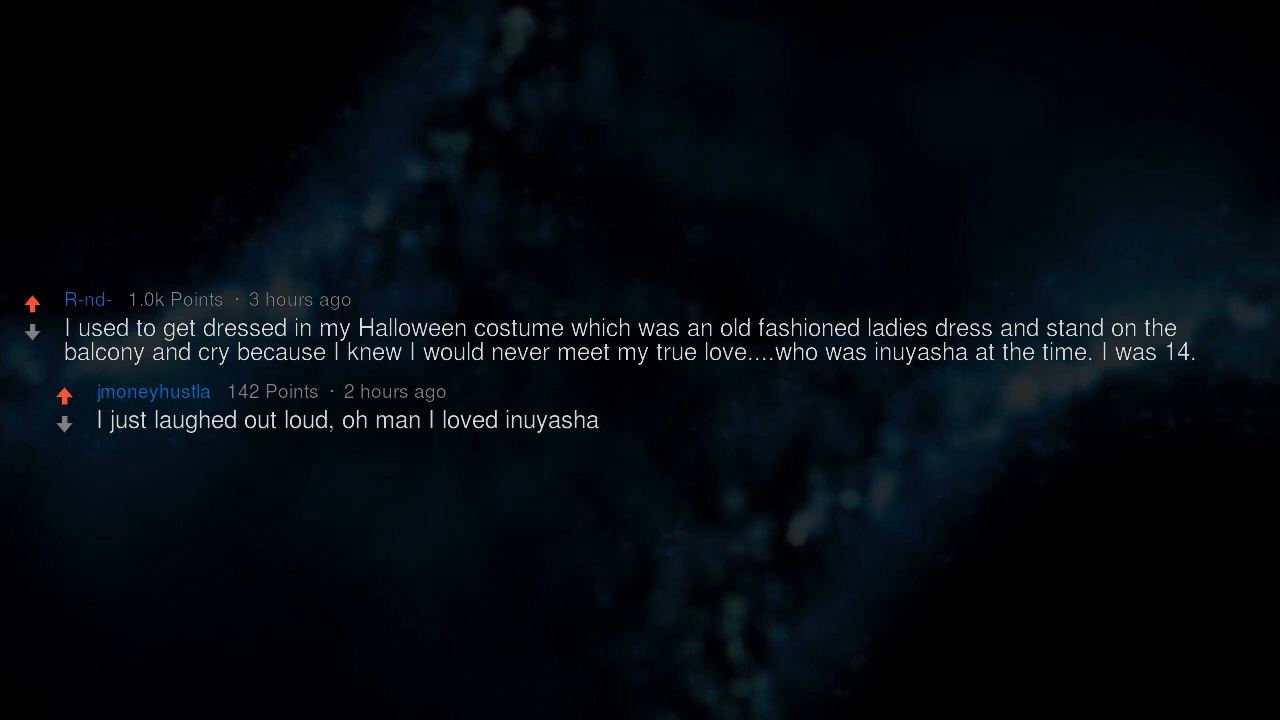 R-nd- 1.0k Points · 3 hours ago
I used to get dressed in my Halloween costume which was an old fashioned ladies dress and stand on the
balcony and cry because I knew I would never meet my true love....who was inuyasha at the time. I was 14.
jmoneyhustla 142 Points · 2 hours ago
I just laughed out loud, oh man I loved inuyasha